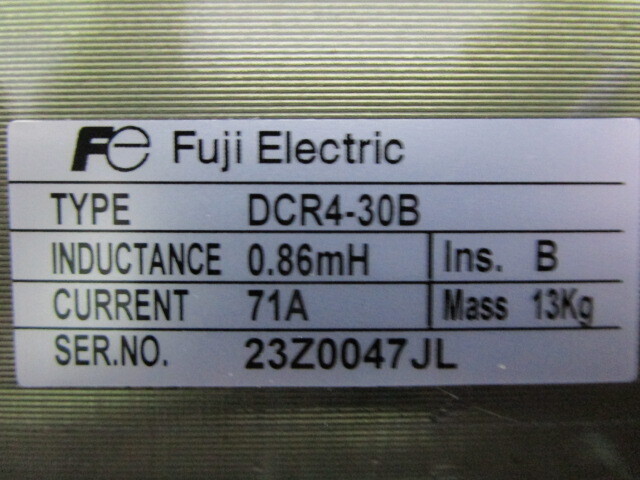 Fe Fuji Electric
TYPE DCR4-30B
INDUCTANCE 0.86mH Ins. B
CURRENT 71A Mass 13Kg
SER.NO. 23Z0047JL